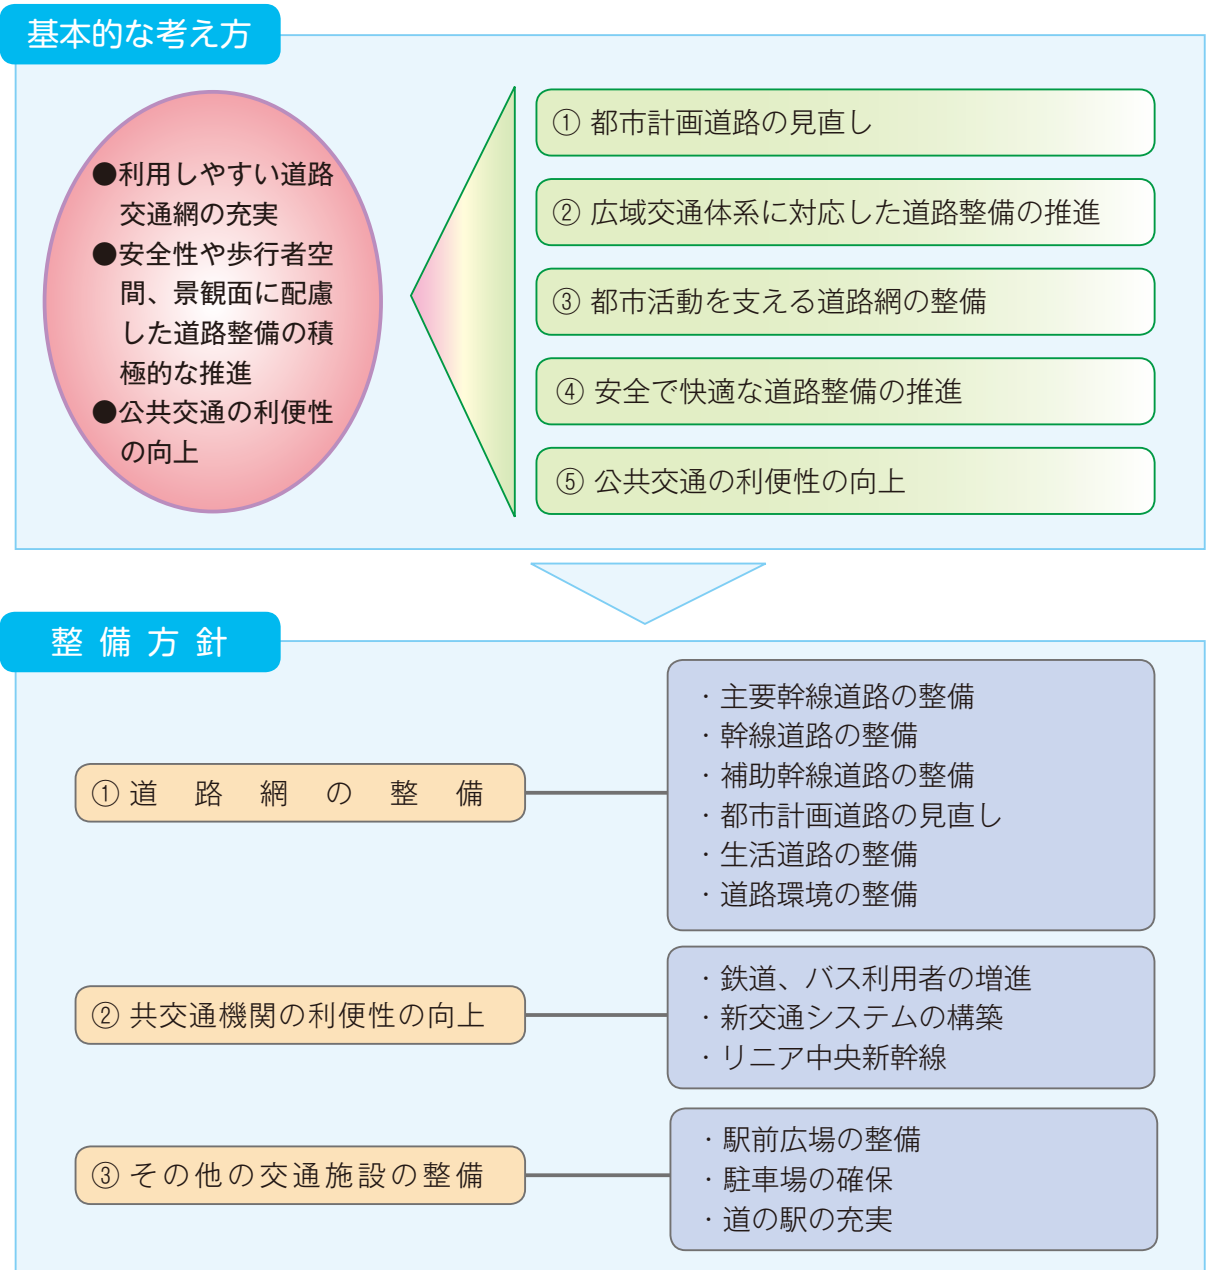 基本的な考え方
●利用しやすい道路
交通網の充実
●安全性や歩行者空
間、景観面に配慮
した道路整備の積
極的な推進
●公共交通の利便性
の向上
① 都市計画道路の見直し
② 広域交通体系に対応した道路整備の推進
③ 都市活動を支える道路網の整備
④ 安全で快適な道路整備の推進
⑤ 公共交通の利便性の向上
整備方針
① 道路網の整備
・主要幹線道路の整備
・幹線道路の整備
・補助幹線道路の整備
・都市計画道路の見直し
・生活道路の整備
・道路環境の整備
② 共交通機関の利便性の向上
・鉄道、バス利用者の増進
・新交通システムの構築
・リニア中央新幹線
③ その他の交通施設の整備
・駅前広場の整備
・駐車場の確保
・道の駅の充実